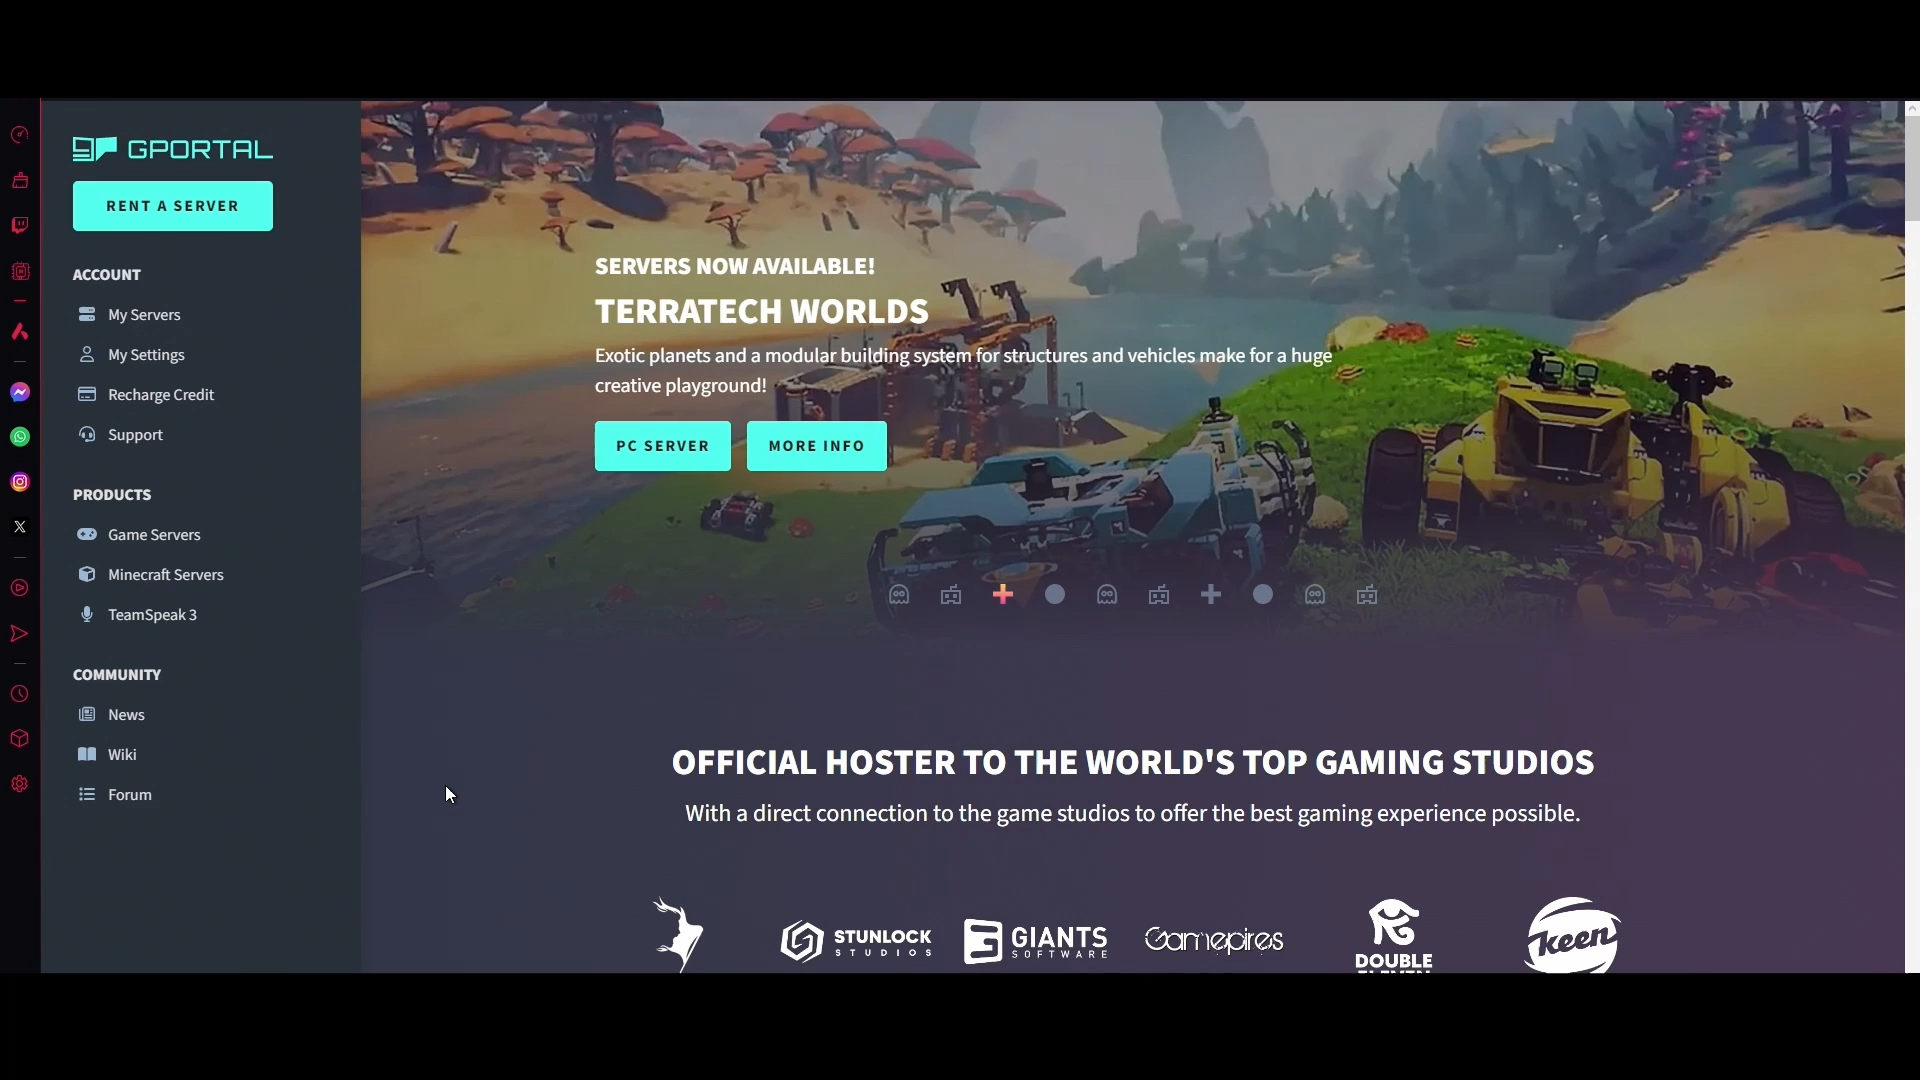 GPORTAL
RENT A SERVER
ACCOUNT
My Servers
My Settings
Recharge Credit
Support
PRODUCTS
Game Servers
Minecraft Servers
TeamSpeak 3
COMMUNITY
News
Wiki
Forum
SERVERS NOW AVAILABLE!
TERRATECH WORLDS
Exotic planets and a modular building system for structures and vehicles make for a huge
creative playground!
PC SERVER
MORE INFO
OFFICIAL HOSTER TO THE WORLD'S TOP GAMING STUDIOS
With a direct connection to the game studios to offer the best gaming experience possible.
STUNLOCK
STUDIOS
GIANTS
SOFTWARE
Gamepires
DOUBLE
ELEVEN
keen